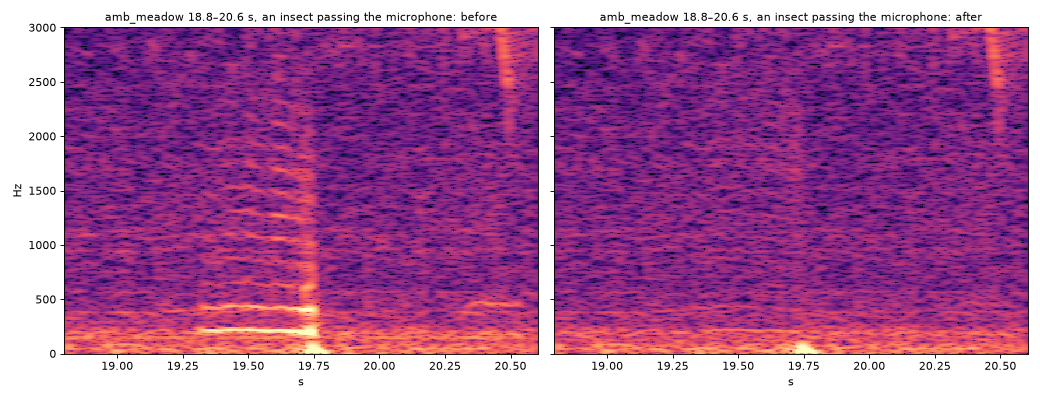 amb_meadow 18.8–20.6 s, an insect passing the microphone: before
amb_meadow 18.8–20.6 s, an insect passing the microphone: after
3000
2500
2000
1500
1000
500
0
Hz
19.00 19.25 19.50 19.75 20.00 20.25 20.50
s
19.00 19.25 19.50 19.75 20.00 20.25 20.50
s